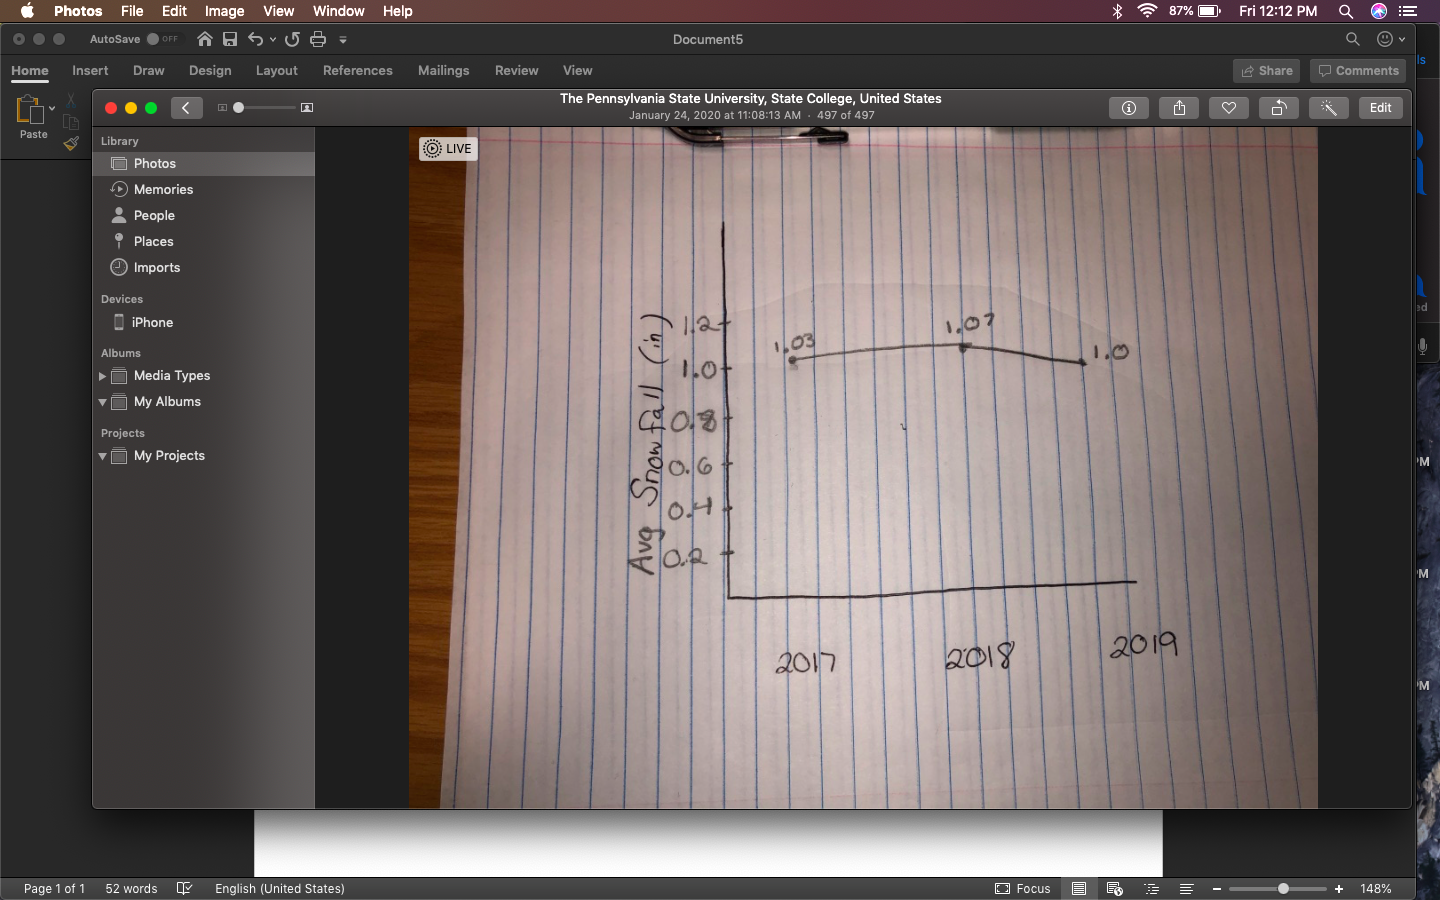 Photos File Edit Image View Window Help 87% Fri 12:12 PM
AutoSave OFF Document5
Home Insert Draw Design Layout References Mailings Review View Share Comments
Paste
The Pennsylvania State University, State College, United States
January 24, 2020 at 11:08:13 AM · 497 of 497
Edit
Library
Photos
Memories
People
Places
Imports
Devices
iPhone
Albums
Media Types
My Albums
Projects
My Projects
LIVE
Avg Snowfall (in)
1.2
1.0
0.8
0.6
0.4
0.2
1.03
1.07
1.0
2017 2018 2019
Page 1 of 1 52 words English (United States) Focus 148%